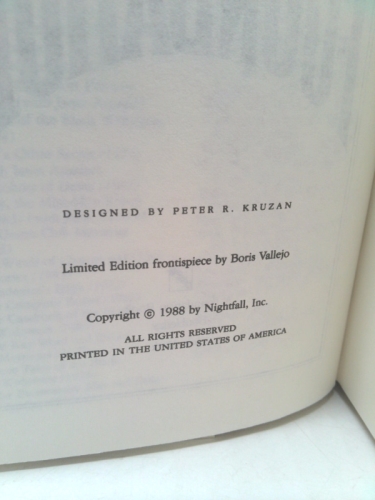 DESIGNED BY PETER R. KRUZAN
Limited Edition frontispiece by Boris Vallejo
Copyright © 1988 by Nightfall, Inc.
ALL RIGHTS RESERVED
PRINTED IN THE UNITED STATES OF AMERICA